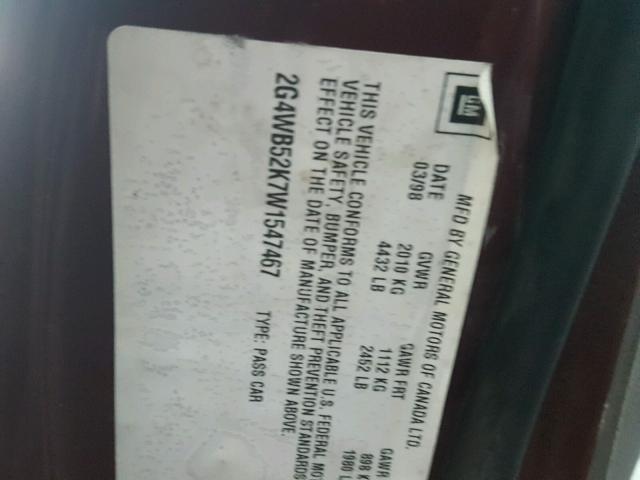 GM
MFD BY GENERAL MOTORS OF CANADA LTD.
DATE GVWR GAWR FRT GAWR
03/98 2010 KG 1112 KG 898 K
4432 LB 2452 LB 1980 L
THIS VEHICLE CONFORMS TO ALL APPLICABLE U.S. FEDERAL MO
VEHICLE SAFETY, BUMPER, AND THEFT PREVENTION STANDARDS
EFFECT ON THE DATE OF MANUFACTURE SHOWN ABOVE.
2G4WB52K7W1547467 TYPE: PASS CAR